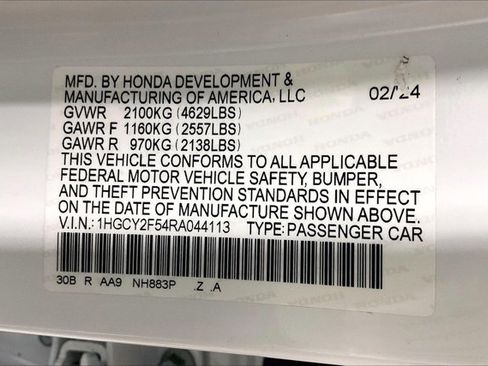 MFD. BY HONDA DEVELOPMENT &
MANUFACTURING OF AMERICA, LLC 02/24
GVWR 2100KG (4629LBS)
GAWR F 1160KG (2557LBS)
GAWR R 970KG (2138LBS)
THIS VEHICLE CONFORMS TO ALL APPLICABLE
FEDERAL MOTOR VEHICLE SAFETY, BUMPER,
AND THEFT PREVENTION STANDARDS IN EFFECT
ON THE DATE OF MANUFACTURE SHOWN ABOVE.
V.I.N.: 1HGCY2F54RA044113 TYPE: PASSENGER CAR
30B R AA9 NH883P .Z .A